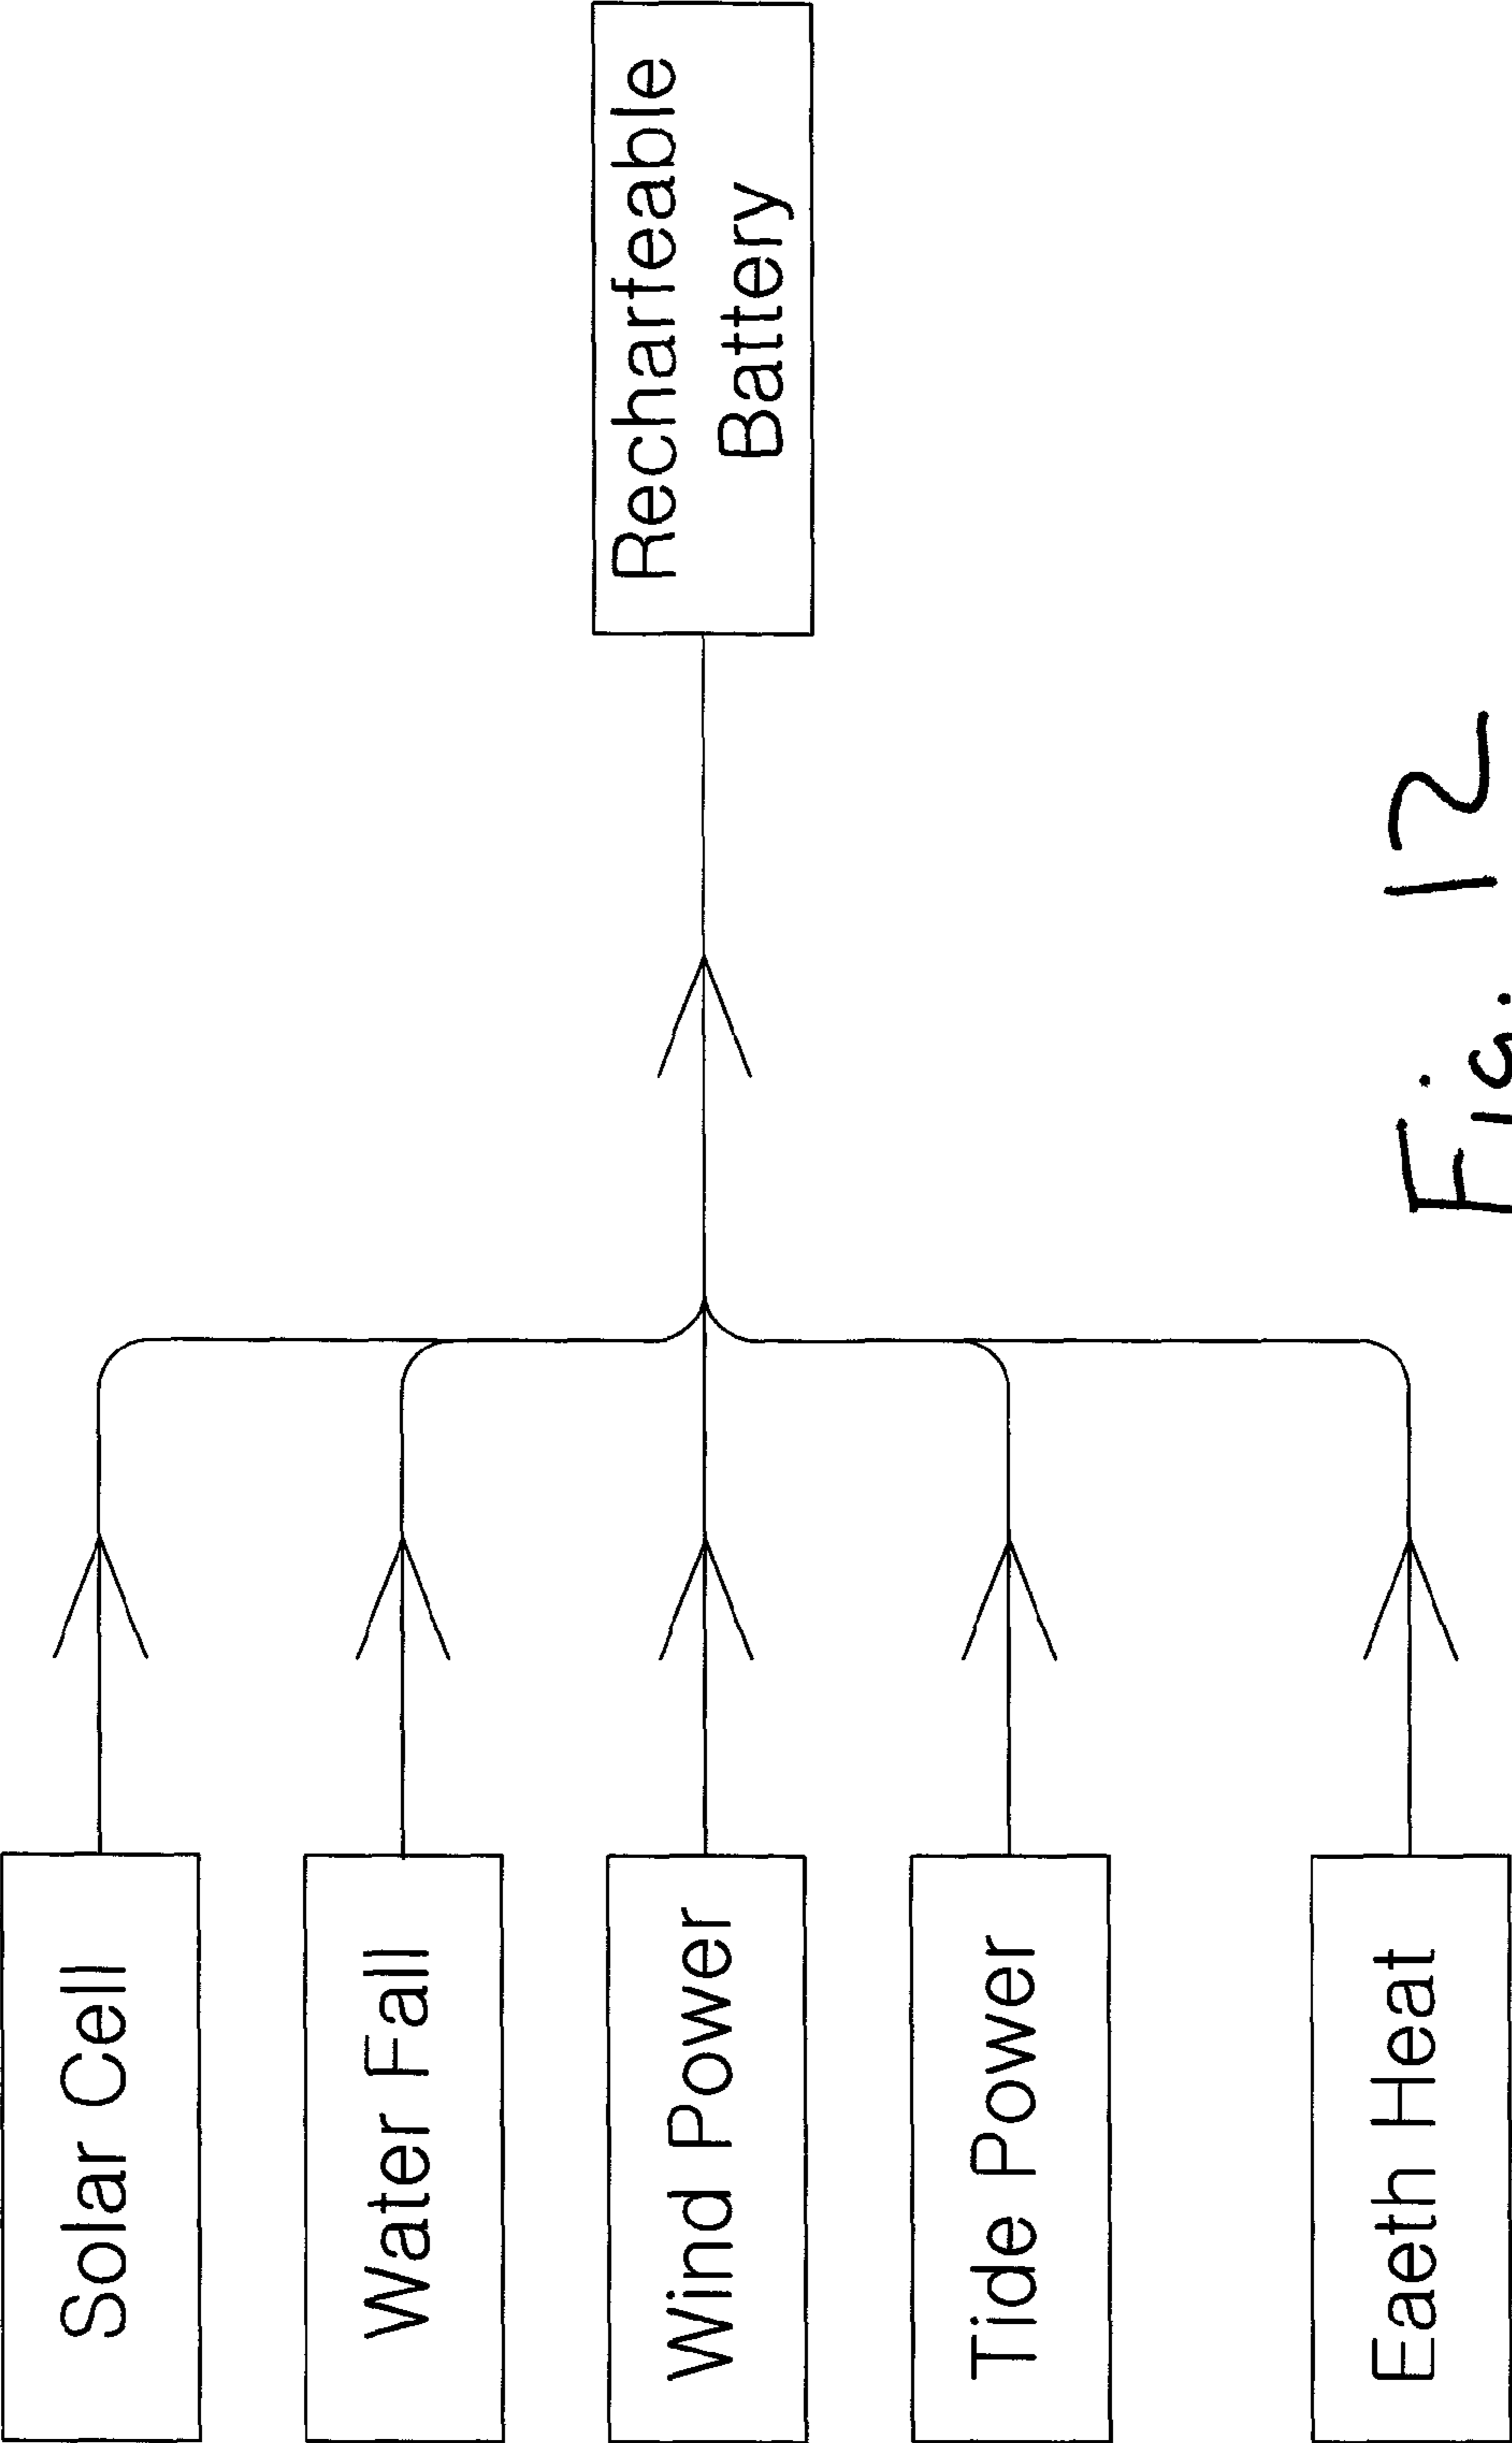 Solar Cell
Water Fall
Wind Power
Tide Power
Eaeth Heat
Recharfeable
Battery
Fig. 12